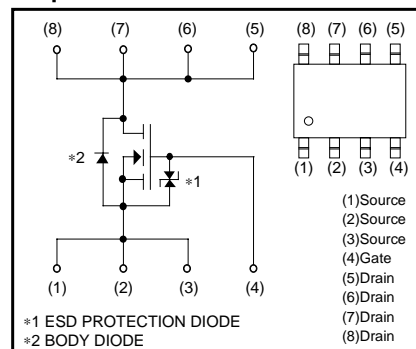 (8) (7) (6) (5)
(8) (7) (6) (5)
∗2
∗1
(1) (2) (3) (4)
(1) (2) (3) (4)
(1)Source
(2)Source
(3)Source
(4)Gate
(5)Drain
(6)Drain
(7)Drain
(8)Drain
∗1 ESD PROTECTION DIODE
∗2 BODY DIODE